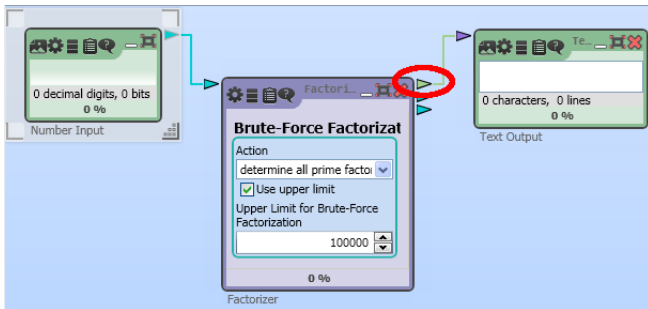 0 decimal digits, 0 bits
0 %
Number Input
Factori...
Brute-Force Factorizat
Action
determine all prime facto
Use upper limit
Upper Limit for Brute-Force
Factorization
100000
0 %
Factorizer
Te...
0 characters, 0 lines
0 %
Text Output